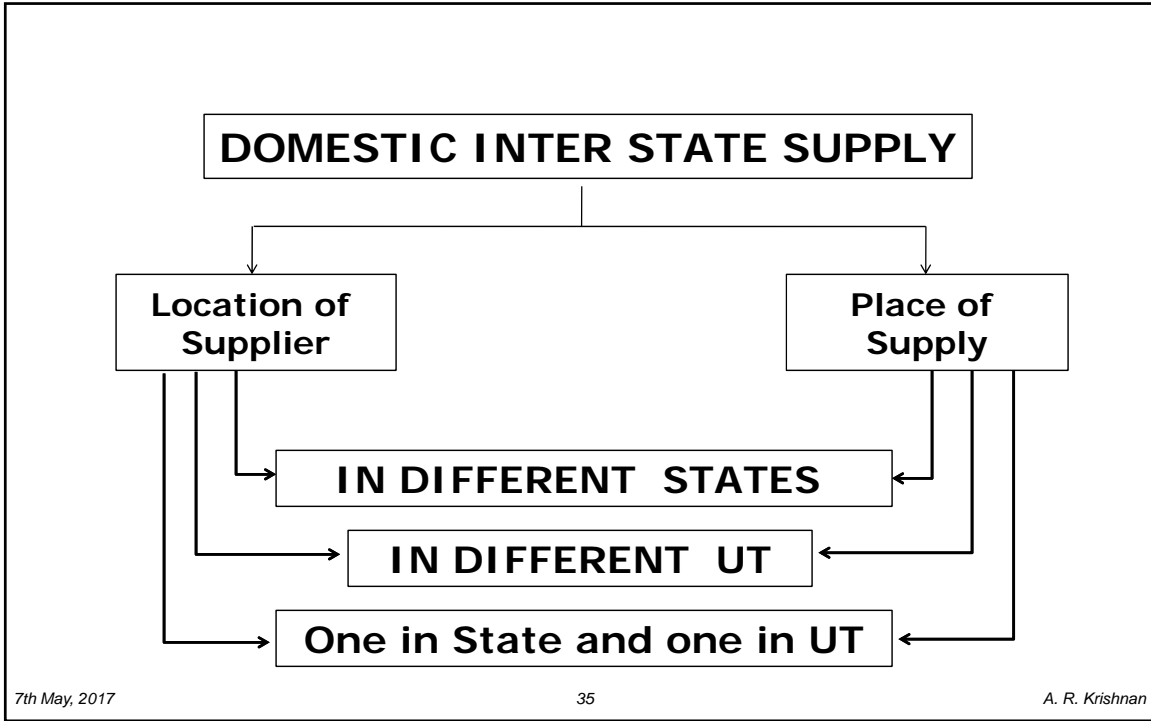 DOMESTIC INTER STATE SUPPLY
Location of
Supplier
Place of
Supply
IN DIFFERENT STATES
IN DIFFERENT UT
One in State and one in UT
7th May, 2017
35
A. R. Krishnan